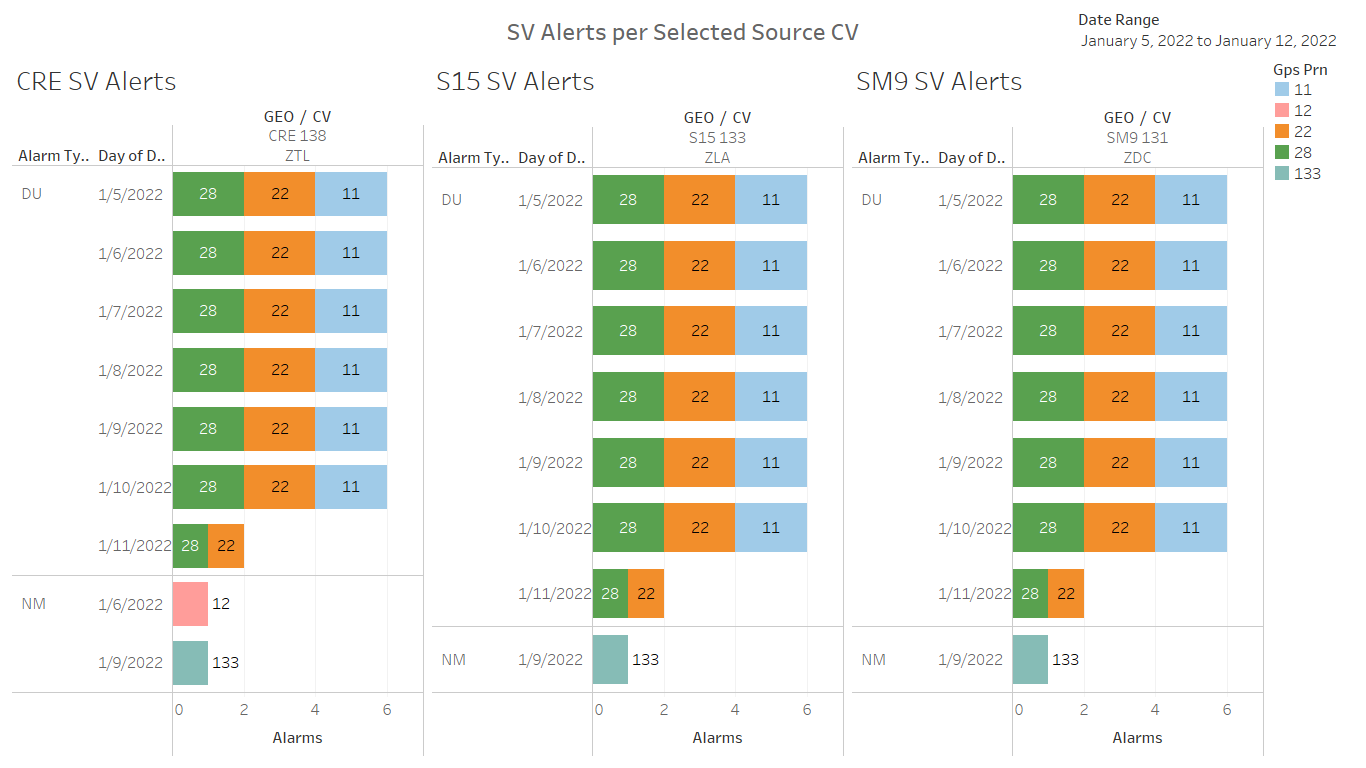 SV Alerts per Selected Source CV
Date Range
January 5, 2022 to January 12, 2022
CRE SV Alerts
GEO / CV
CRE 138
Alarm Ty.. Day of D.. ZTL
DU 1/5/2022 28 22 11
1/6/2022 28 22 11
1/7/2022 28 22 11
1/8/2022 28 22 11
1/9/2022 28 22 11
1/10/2022 28 22 11
1/11/2022 28 22
NM 1/6/2022 12
1/9/2022 133
0 2 4 6
Alarms
S15 SV Alerts
GEO / CV
S15 133
Alarm Ty.. Day of D.. ZLA
DU 1/5/2022 28 22 11
1/6/2022 28 22 11
1/7/2022 28 22 11
1/8/2022 28 22 11
1/9/2022 28 22 11
1/10/2022 28 22 11
1/11/2022 28 22
NM 1/9/2022 133
0 2 4 6
Alarms
SM9 SV Alerts
GEO / CV
SM9 131
Alarm Ty.. Day of D.. ZDC
DU 1/5/2022 28 22 11
1/6/2022 28 22 11
1/7/2022 28 22 11
1/8/2022 28 22 11
1/9/2022 28 22 11
1/10/2022 28 22 11
1/11/2022 28 22
NM 1/9/2022 133
0 2 4 6
Alarms
Gps Prn
11
12
22
28
133